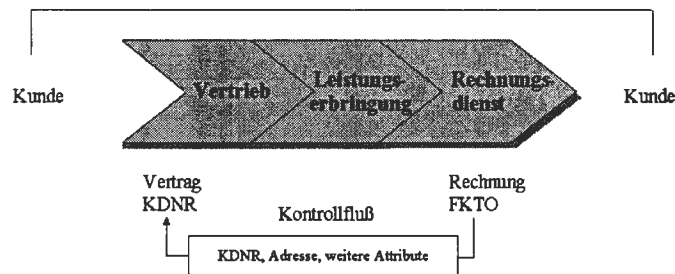 Kunde
Vertrieb
Leistungs-
erbringung
Rechnungs-
dienst
Kunde
Vertrag
KDNR
Kontrollfluß
Rechnung
FKTO
KDNR, Adresse, weitere Attribute